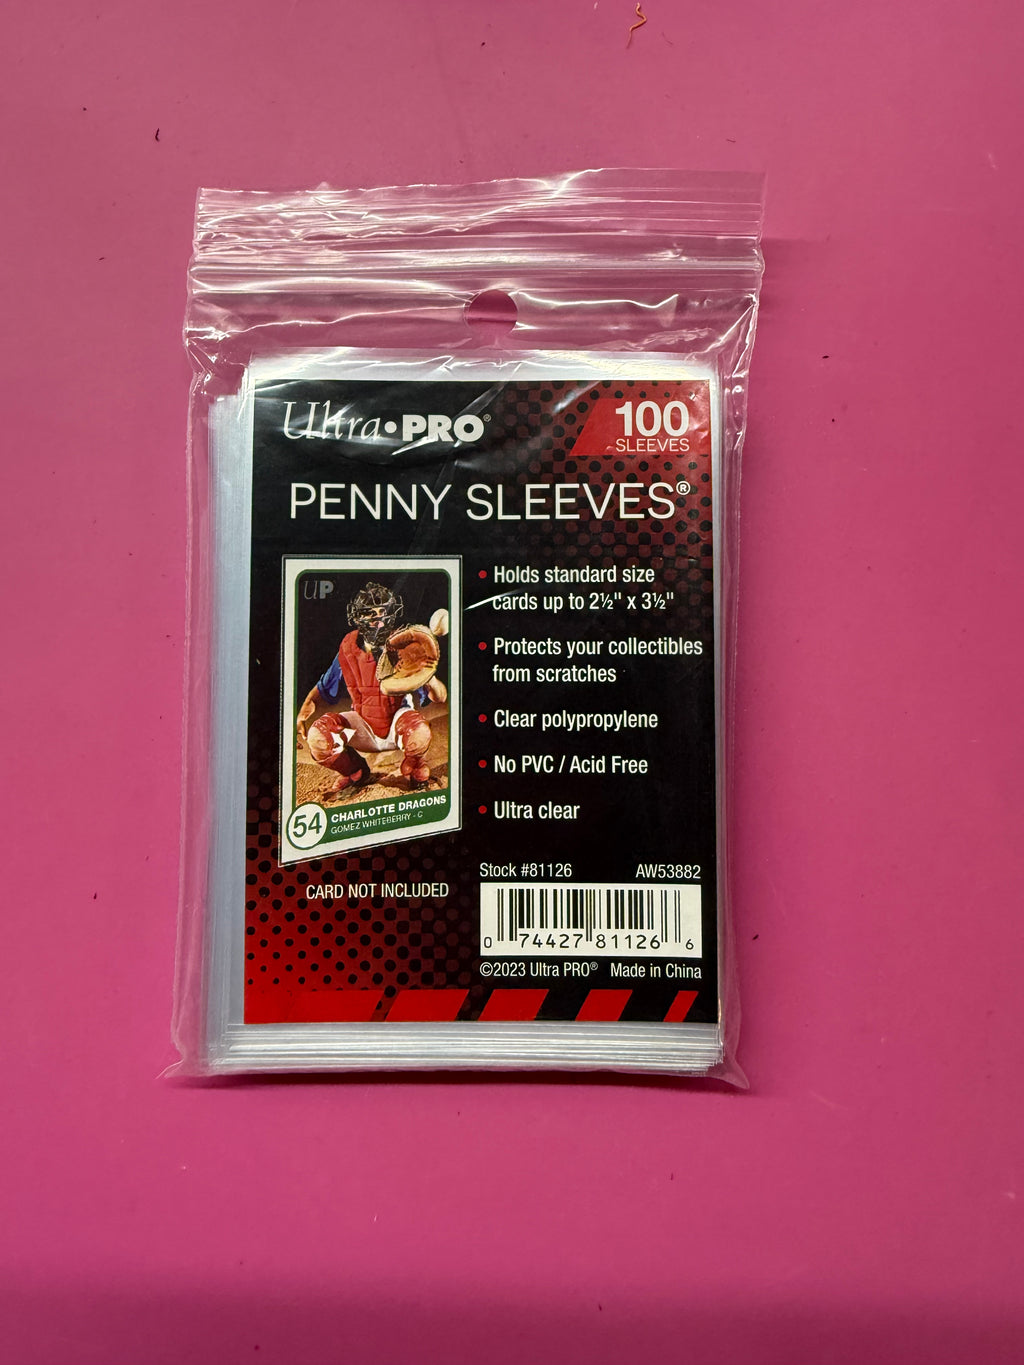 Ultra•PRO®
100
SLEEVES
PENNY SLEEVES®
• Holds standard size
cards up to 2½" x 3½"
• Protects your collectibles
from scratches
• Clear polypropylene
• No PVC / Acid Free
• Ultra clear
UP
54
CHARLOTTE DRAGONS
GOMEZ WHITEBERRY - C
CARD NOT INCLUDED
Stock #81126 AW53882
0 74427 81126 6
©2023 Ultra PRO® Made in China